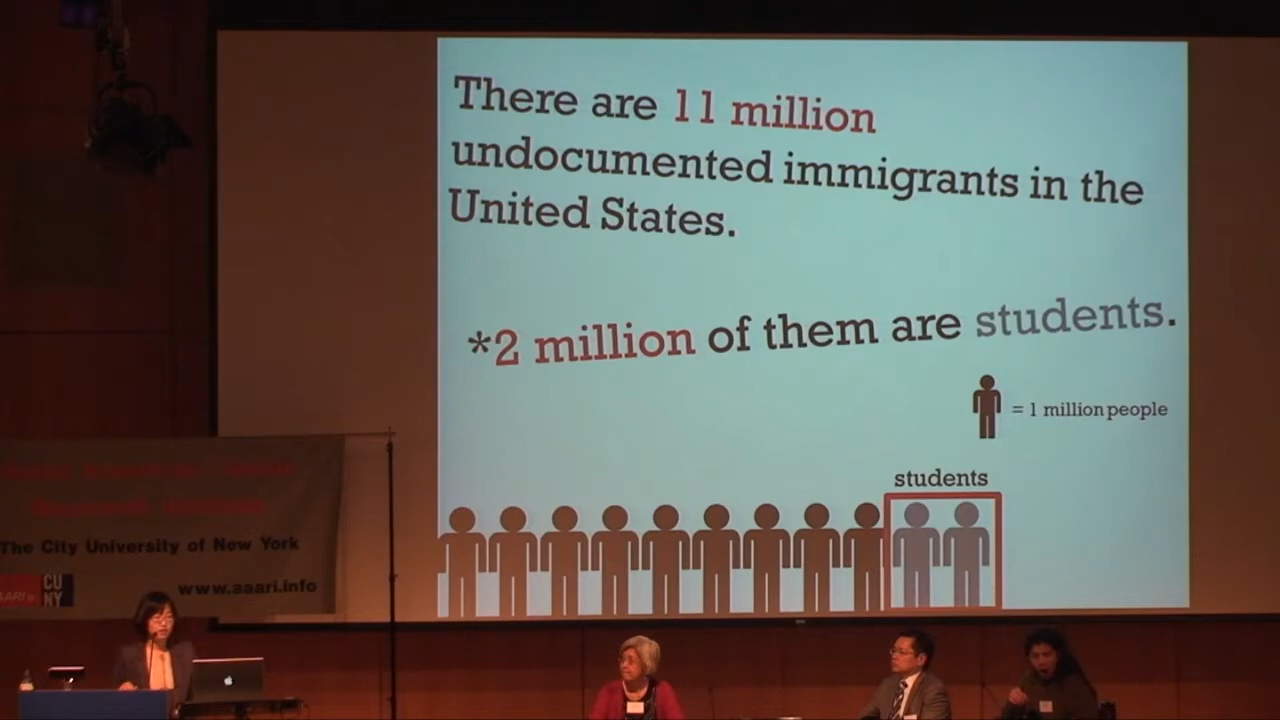 There are 11 million
undocumented immigrants in the
United States.
*2 million of them are students.
= 1 million people
students
The City University of New York
AARI
CU
NY
www.aaari.info